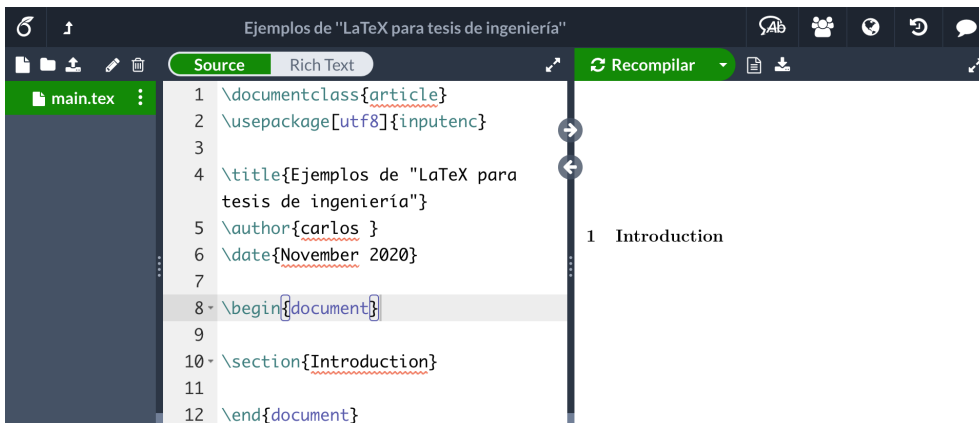 Ejemplos de "LaTeX para tesis de ingeniería"
Ab
Source Rich Text
Recompilar
main.tex
1 \documentclass{article}
2 \usepackage[utf8]{inputenc}
3
4 \title{Ejemplos de "LaTeX para
tesis de ingeniería"}
5 \author{carlos }
6 \date{November 2020}
7
8 \begin{document}
9
10 \section{Introduction}
11
12 \end{document}
1 Introduction